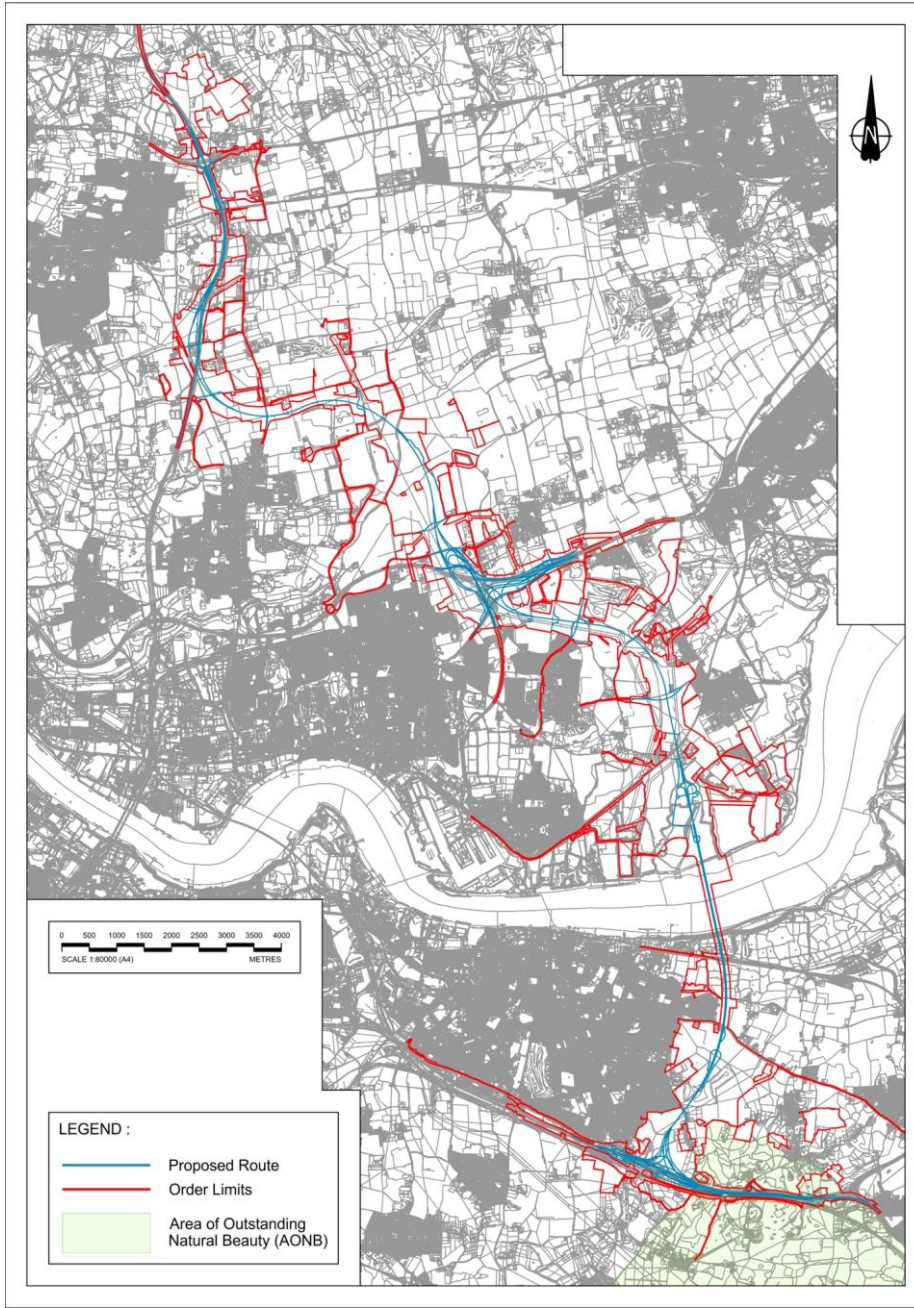 N
0 500 1000 1500 2000 2500 3000 3500 4000
SCALE 1:80000 (A4) METRES
LEGEND :
Proposed Route
Order Limits
Area of Outstanding
Natural Beauty (AONB)